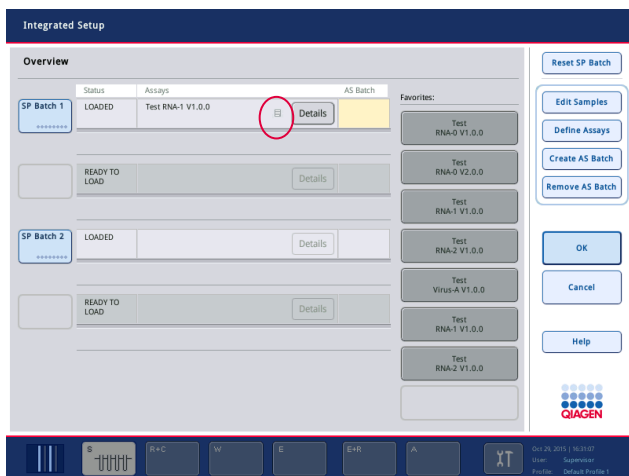 Integrated Setup
Overview
Reset SP Batch
Status Assays AS Batch
Favorites:
SP Batch 1
LOADED Test RNA-1 V1.0.0 Details
Edit Samples
Test
RNA-0 V1.0.0
Define Assays
Create AS Batch
Test
RNA-0 V2.0.0
READY TO
LOAD
Details
Remove AS Batch
Test
RNA-1 V1.0.0
SP Batch 2
LOADED Details
Test
RNA-2 V1.0.0
OK
Test
Virus-A V1.0.0
Cancel
READY TO
LOAD
Details
Test
RNA-1 V1.0.0
Help
Test
RNA-2 V1.0.0
QIAGEN
S R+C W E E+R A
Oct 29, 2015 | 16:31:07
User: Supervisor
Profile: Default Profile 1